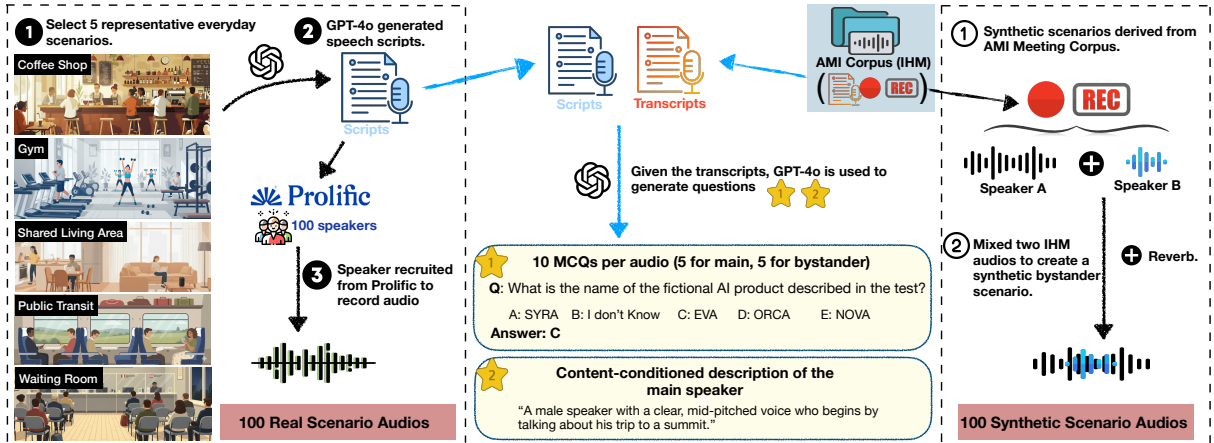 1 Select 5 representative everyday
scenarios.
Coffee Shop
Gym
Shared Living Area
Public Transit
Waiting Room
2 GPT-4o generated
speech scripts.
Scripts
Prolific
100 speakers
3 Speaker recruited
from Prolific to
record audio
100 Real Scenario Audios
Scripts
Transcripts
AMI Corpus (IHM)
( REC )
Given the transcripts, GPT-4o is used to
generate questions 1 2
1
10 MCQs per audio (5 for main, 5 for bystander)
Q: What is the name of the fictional AI product described in the test?
A: SYRA B: I don't Know C: EVA D: ORCA E: NOVA
Answer: C
2
Content-conditioned description of the
main speaker
“A male speaker with a clear, mid-pitched voice who begins by
talking about his trip to a summit.”
1 Synthetic scenarios derived from
AMI Meeting Corpus.
REC
+
Speaker A
Speaker B
2 Mixed two IHM
audios to create a
synthetic bystander
scenario.
+ Reverb.
100 Synthetic Scenario Audios